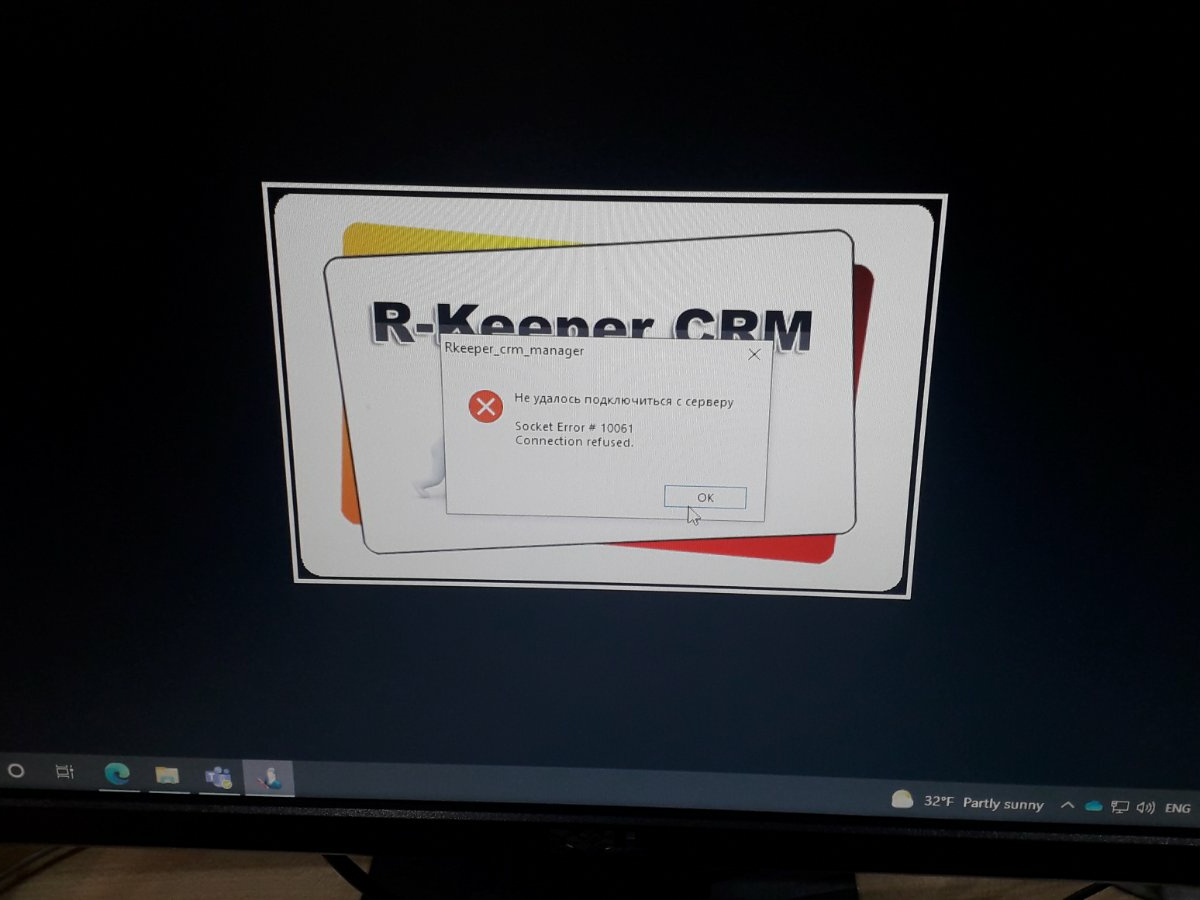 R-Keeper CRM
Rkeeper_crm_manager
Не удалось подключиться с серверу
Socket Error # 10061
Connection refused.
OK
32°F Partly sunny
ENG